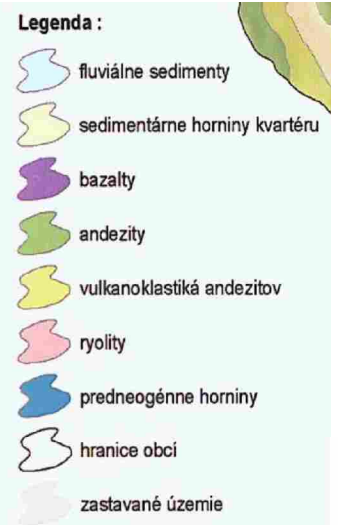 Legenda :
fluviálne sedimenty
sedimentárne horniny kvartéru
bazalty
andezity
vulkanoklastiká andezitov
ryolity
predneogénne horniny
hranice obcí
zastavané územie